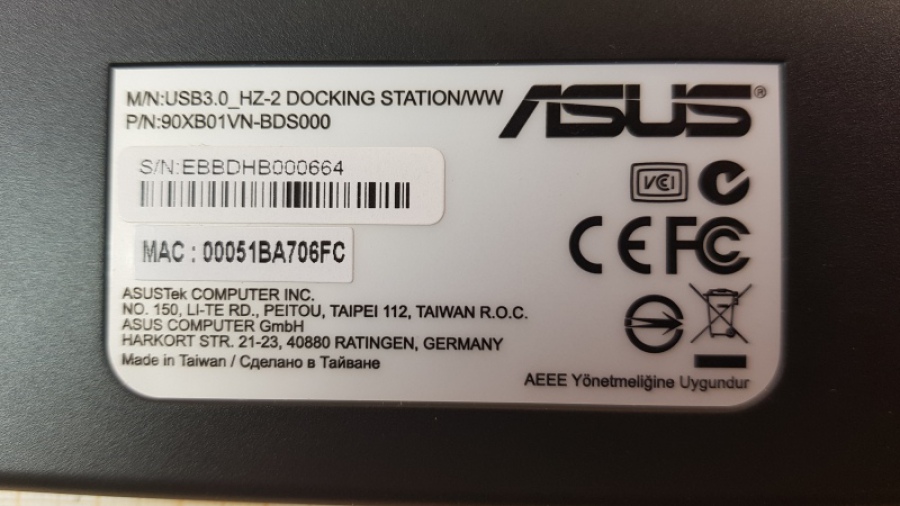 M/N:USB3.0_HZ-2 DOCKING STATION/WW
P/N:90XB01VN-BDS000
ASUS®
S/N:EBBDHB000664
VCI
MAC : 00051BA706FC
CE FC
ASUSTek COMPUTER INC.
NO. 150, LI-TE RD., PEITOU, TAIPEI 112, TAIWAN R.O.C.
ASUS COMPUTER GmbH
HARKORT STR. 21-23, 40880 RATINGEN, GERMANY
Made in Taiwan / Сделано в Тайване
AEEE Yönetmeliğine Uygundur